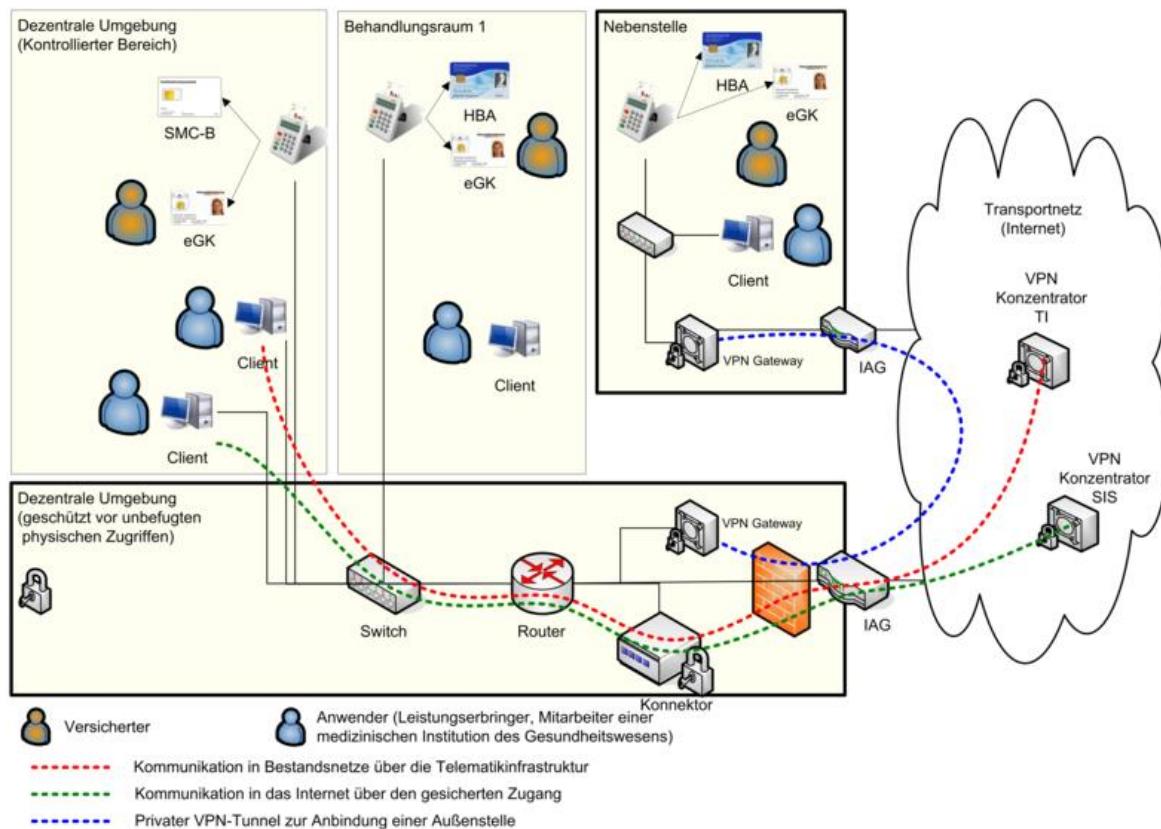 Dezentrale Umgebung
(Kontrollierter Bereich)
SMC-B
eGK
Client
Client
Behandlungsraum 1
HBA
eGK
Client
Nebenstelle
HBA
eGK
Client
VPN Gateway
IAG
Transportnetz
(Internet)
VPN
Konzentrator
TI
VPN
Konzentrator
SIS
Dezentrale Umgebung
(geschützt vor unbefugten
physischen Zugriffen)
VPN Gateway
Switch
Router
IAG
Konnektor
Versicherter
Anwender (Leistungserbringer, Mitarbeiter einer
medizinischen Institution des Gesundheitswesens)
Kommunikation in Bestandsnetze über die Telematikinfrastruktur
Kommunikation in das Internet über den gesicherten Zugang
Privater VPN-Tunnel zur Anbindung einer Außenstelle